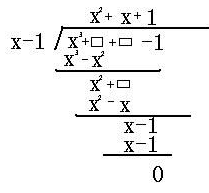 x²+ x+1
x-1 x³+□ +□ -1
x³-x²
x²+□
x² - x
x-1
x-1
0